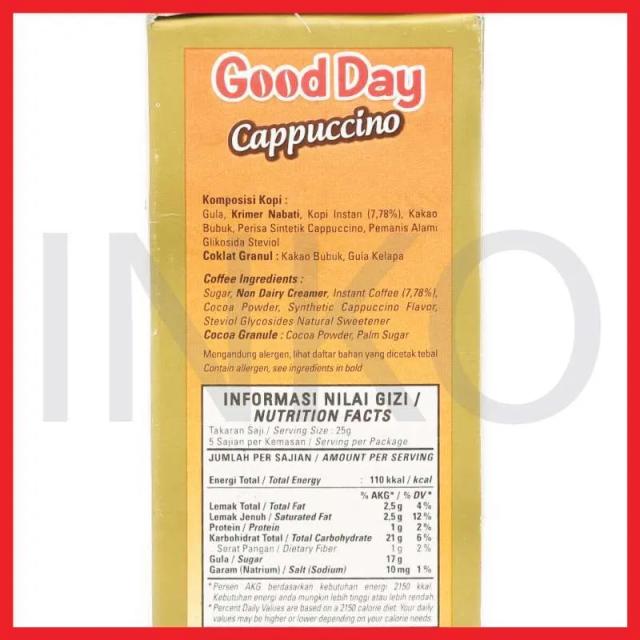 Good Day
Cappuccino
Komposisi Kopi :
Gula, Krimer Nabati, Kopi Instan (7,78%), Kakao
Bubuk, Perisa Sintetik Cappuccino, Pemanis Alami
Glikosida Steviol
Coklat Granul : Kakao Bubuk, Gula Kelapa
Coffee Ingredients :
Sugar, Non Dairy Creamer, Instant Coffee (7,78%),
Cocoa Powder, Synthetic Cappuccino Flavor,
Steviol Glycosides Natural Sweetener
Cocoa Granule : Cocoa Powder, Palm Sugar
Mengandung alergen, lihat daftar bahan yang dicetak tebal
Contain allergen, see ingredients in bold
INFORMASI NILAI GIZI /
NUTRITION FACTS
Takaran Saji / Serving Size : 25g
5 Sajian per Kemasan / Serving per Package
JUMLAH PER SAJIAN / AMOUNT PER SERVING
Energi Total / Total Energy : 110 kkal / kcal
% AKG* / % DV*
Lemak Total / Total Fat 2,5 g 4%
Lemak Jenuh / Saturated Fat 2,5 g 12%
Protein / Protein 1 g 2%
Karbohidrat Total / Total Carbohydrate 21 g 6%
Serat Pangan / Dietary Fiber 1 g 2%
Gula / Sugar 17 g
Garam (Natrium) / Salt (Sodium) 10 mg 1%
*Persen AKG berdasarkan kebutuhan energi 2150 kkal.
Kebutuhan energi anda mungkin lebih tinggi atau lebih rendah.
*Percent Daily Values are based on a 2150 calorie diet. Your daily
values may be higher or lower depending on your calorie needs.
INKO